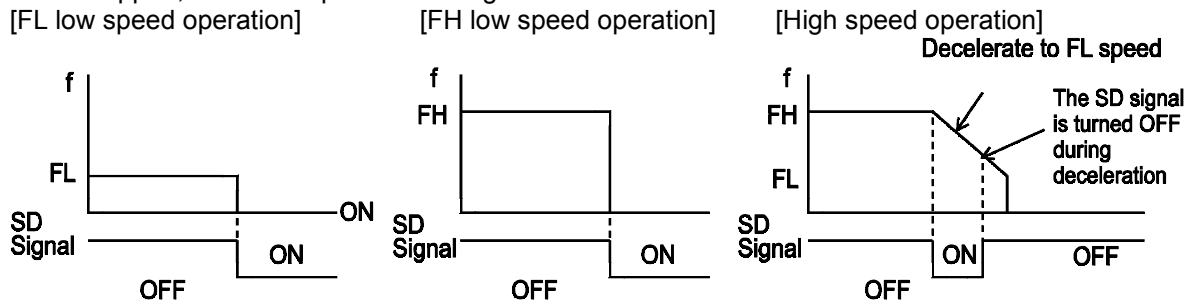 [FL low speed operation]
f
FL
ON
SD
Signal
ON
OFF
[FH low speed operation]
f
FH
SD
Signal
ON
OFF
[High speed operation]
Decelerate to FL speed
f
FH
The SD signal
is turned OFF
during
deceleration
FL
SD
Signal
ON
OFF
OFF